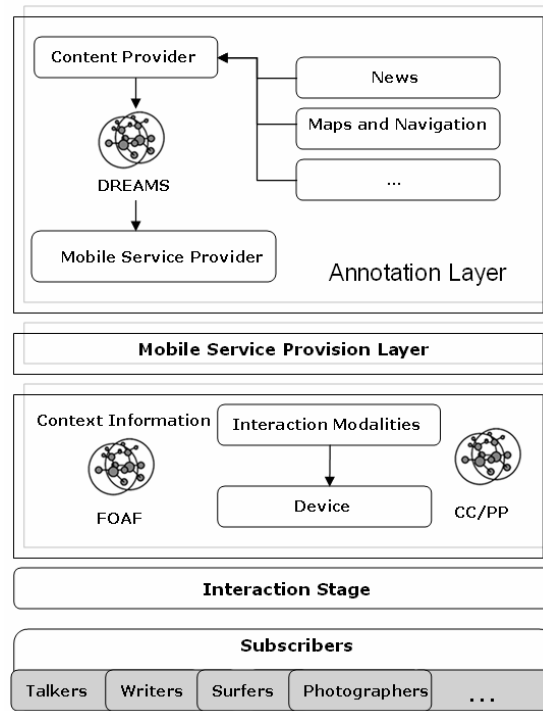 Content Provider
News
Maps and Navigation
...
DREAMS
Mobile Service Provider
Annotation Layer
Mobile Service Provision Layer
Context Information
Interaction Modalities
FOAF
Device
CC/PP
Interaction Stage
Subscribers
Talkers
Writers
Surfers
Photographers
...